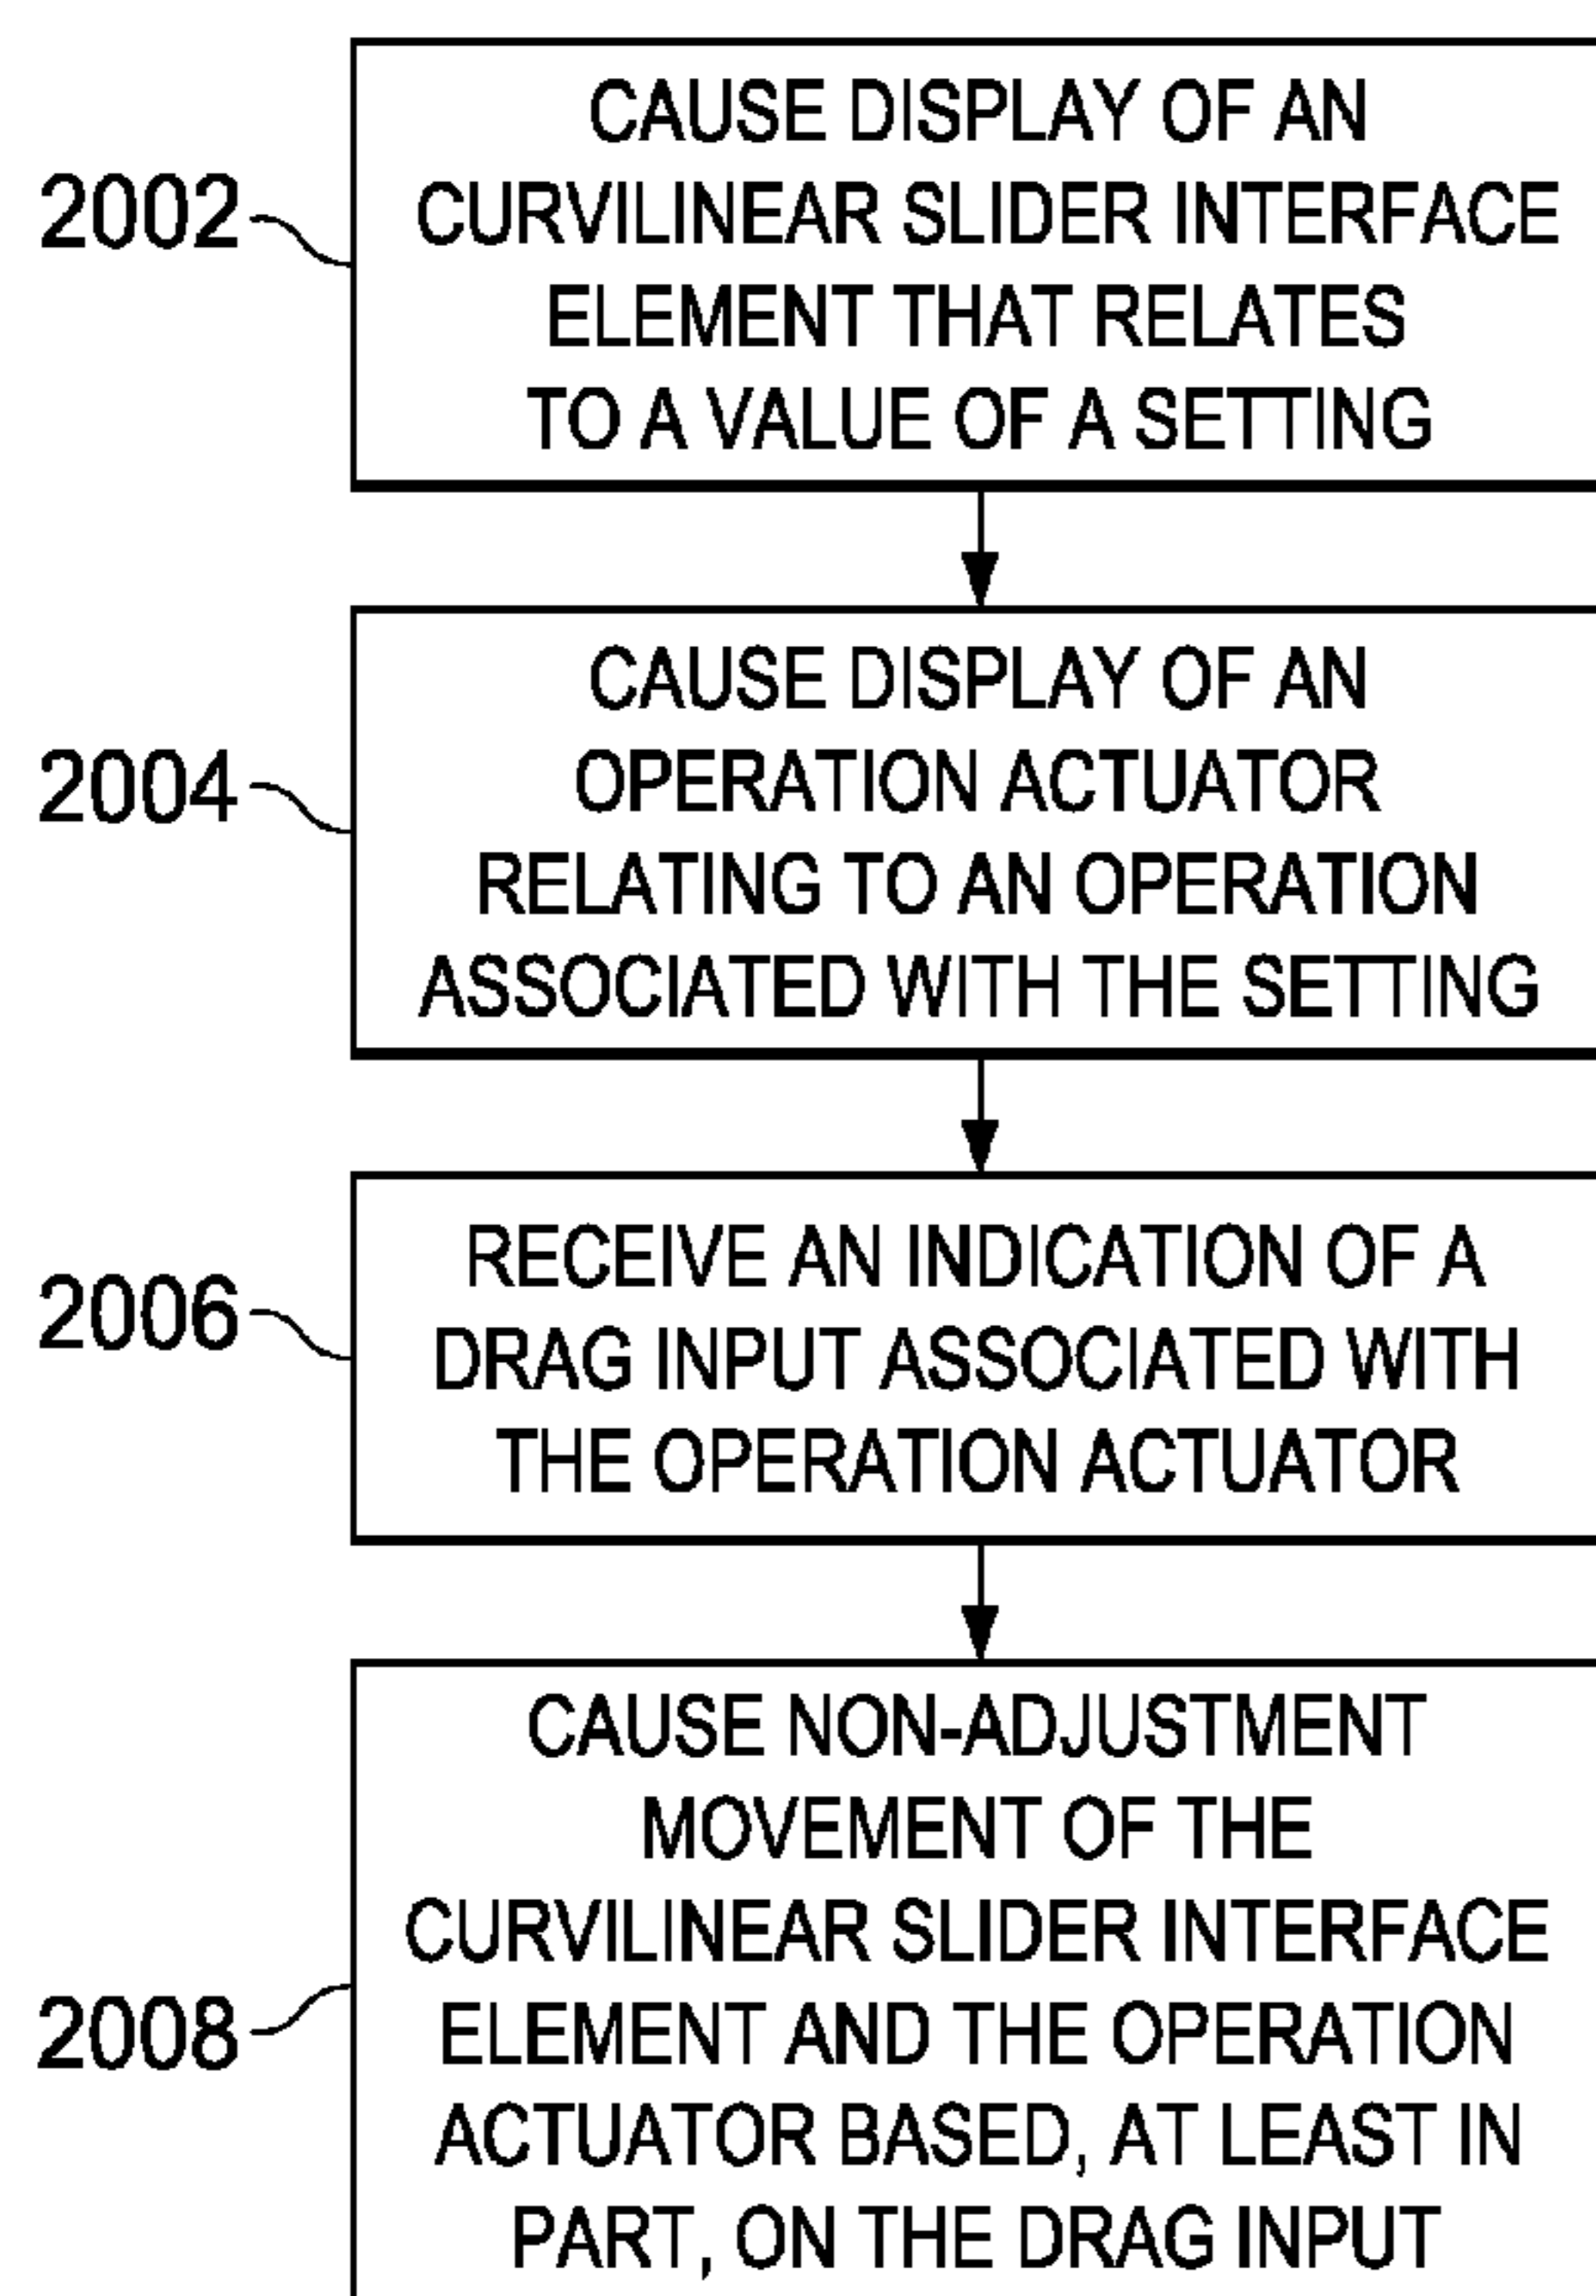 2002
CAUSE DISPLAY OF AN
CURVILINEAR SLIDER INTERFACE
ELEMENT THAT RELATES
TO A VALUE OF A SETTING
2004
CAUSE DISPLAY OF AN
OPERATION ACTUATOR
RELATING TO AN OPERATION
ASSOCIATED WITH THE SETTING
2006
RECEIVE AN INDICATION OF A
DRAG INPUT ASSOCIATED WITH
THE OPERATION ACTUATOR
2008
CAUSE NON-ADJUSTMENT
MOVEMENT OF THE
CURVILINEAR SLIDER INTERFACE
ELEMENT AND THE OPERATION
ACTUATOR BASED, AT LEAST IN
PART, ON THE DRAG INPUT